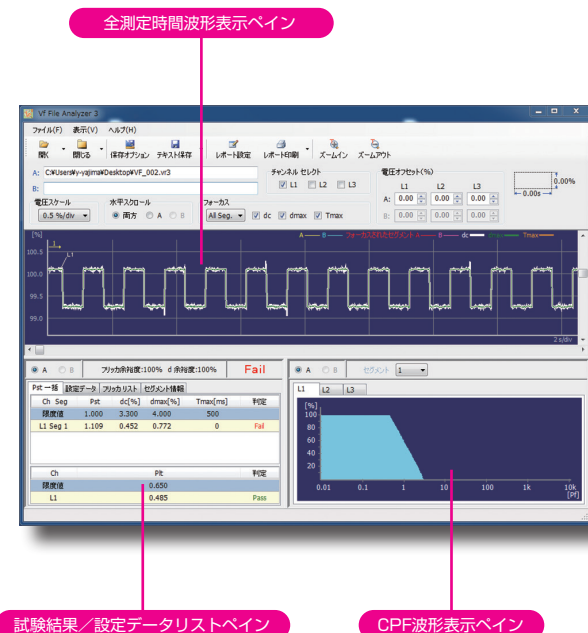 全測定時間波形表示ペイン
Vf File Analyzer 3
ファイル(F) 表示(V) ヘルプ(H)
開く 閉じる 保存オプション テキスト保存 レポート設定 レポート印刷 ズームイン ズームアウト
A: C:¥Users¥y-yajima¥Desktop¥VF_002.vr3
B:
チャンネル セレクト
L1 L2 L3
電圧オフセット(%)
L1 L2 L3
A: 0.00 0.00 0.00
B: 0.00 0.00 0.00
0.00%
0.00s
電圧スケール 水平スクロール フォーカス
0.5 %/div 両方 A B All Seg. dc dmax Tmax
[%] A B フォーカスされたセグメント A B dc dmax Tmax
1
L1
100.5
100.0
99.5
99.0
2 s/div
A B フリッカ余裕度:100% d 余裕度:100% Fail
Pst 一括 設定データ フリッカリスト セグメント情報
Ch Seg Pst dc[%] dmax[%] Tmax[ms] 判定
限度値 1.000 3.300 4.000 500
L1 Seg 1 1.109 0.452 0.772 0 Fail
Ch Plt 判定
限度値 0.650
L1 0.485 Pass
A B セグメント 1
L1 L2 L3
[%]
100
80
60
40
20
0.01 0.1 1 10 100 1k 10k
[Pf]
試験結果／設定データリストペイン
CPF波形表示ペイン